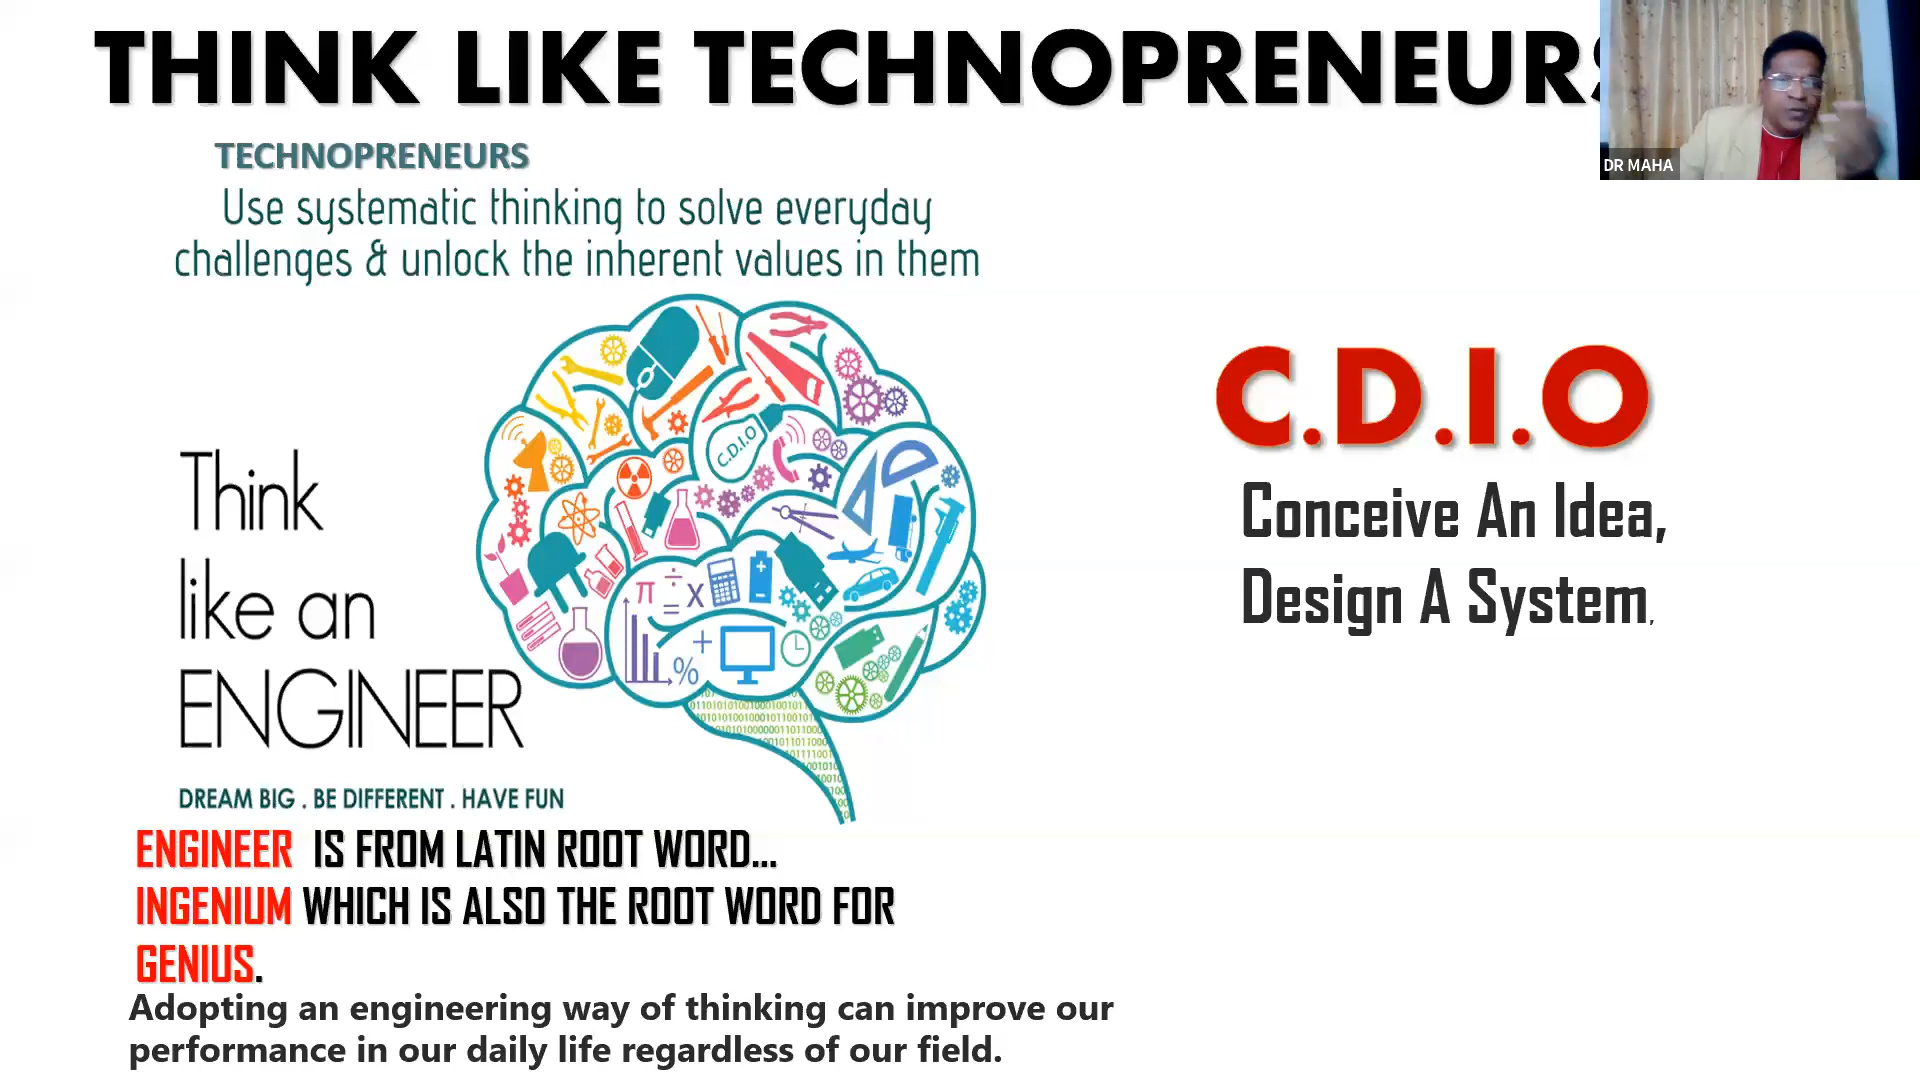 THINK LIKE TECHNOPRENEURS
DR MAHA
TECHNOPRENEURS
Use systematic thinking to solve everyday
challenges & unlock the inherent values in them
C.D.I.O
C.D.I.O
Conceive An Idea,
Design A System,
Think
like an
ENGINEER
π ÷ = x
+ %
DREAM BIG . BE DIFFERENT . HAVE FUN
ENGINEER IS FROM LATIN ROOT WORD...
INGENIUM WHICH IS ALSO THE ROOT WORD FOR
GENIUS.
Adopting an engineering way of thinking can improve our
performance in our daily life regardless of our field.